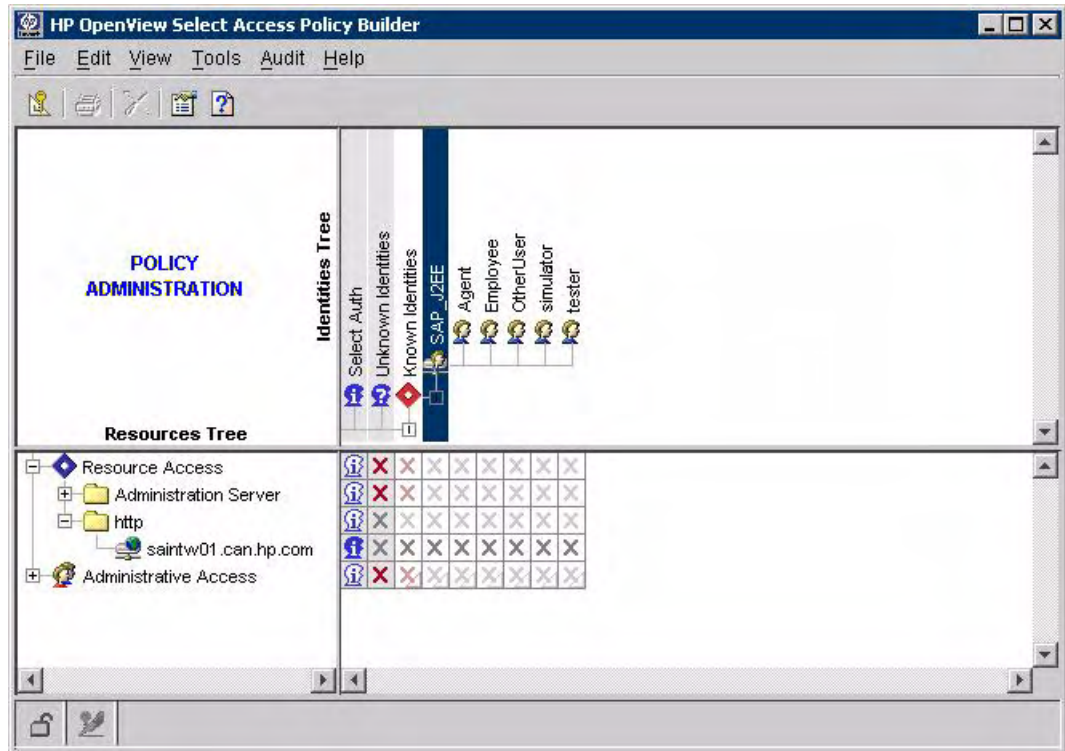 HP OpenView Select Access Policy Builder
File Edit View Tools Audit Help
POLICY
ADMINISTRATION
Identities Tree
Resources Tree
Select Auth
Unknown Identities
Known Identities
SAP_J2EE
Agent
Employee
OtherUser
simulator
tester
Resource Access
Administration Server
http
saintw01.can.hp.com
Administrative Access